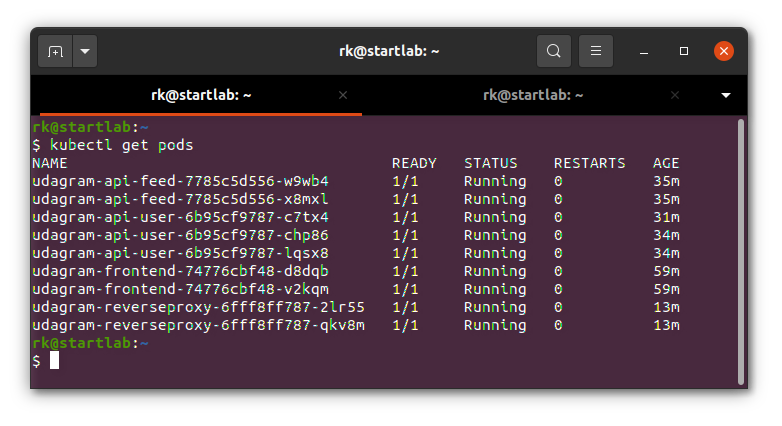 rk@startlab: ~
rk@startlab: ~ rk@startlab: ~
rk@startlab:~
$ kubectl get pods
NAME READY STATUS RESTARTS AGE
udagram-api-feed-7785c5d556-w9wb4 1/1 Running 0 35m
udagram-api-feed-7785c5d556-x8mxl 1/1 Running 0 35m
udagram-api-user-6b95cf9787-c7tx4 1/1 Running 0 31m
udagram-api-user-6b95cf9787-chp86 1/1 Running 0 34m
udagram-api-user-6b95cf9787-lqsx8 1/1 Running 0 34m
udagram-frontend-74776cbf48-d8dqb 1/1 Running 0 59m
udagram-frontend-74776cbf48-v2kqm 1/1 Running 0 59m
udagram-reverseproxy-6fff8ff787-2lr55 1/1 Running 0 13m
udagram-reverseproxy-6fff8ff787-qkv8m 1/1 Running 0 13m
rk@startlab:~
$